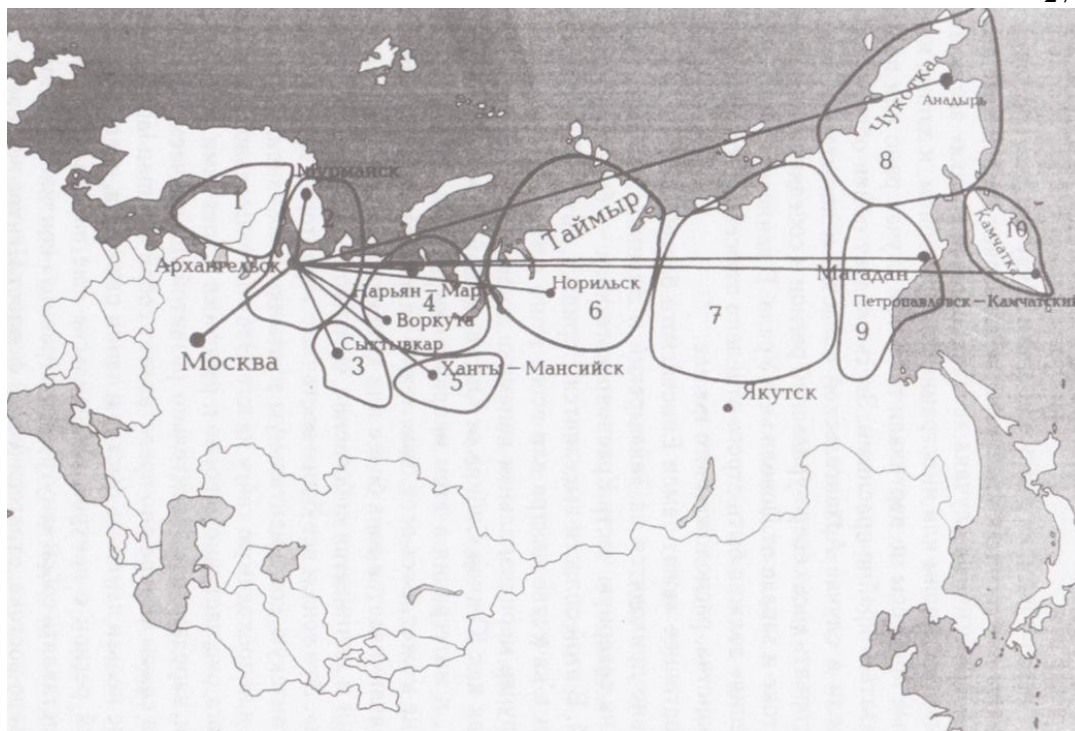 Чукотка
Анадырь
8
Мурманск
1
2
Таймыр
10
Камчатка
Архангельск
Магадан
Нарьян – Мар
Норильск
4
Петропавловск – Камчатский
6
7
Воркута
9
Сыктывкар
Москва
3
Ханты – Мансийск
5
Якутск